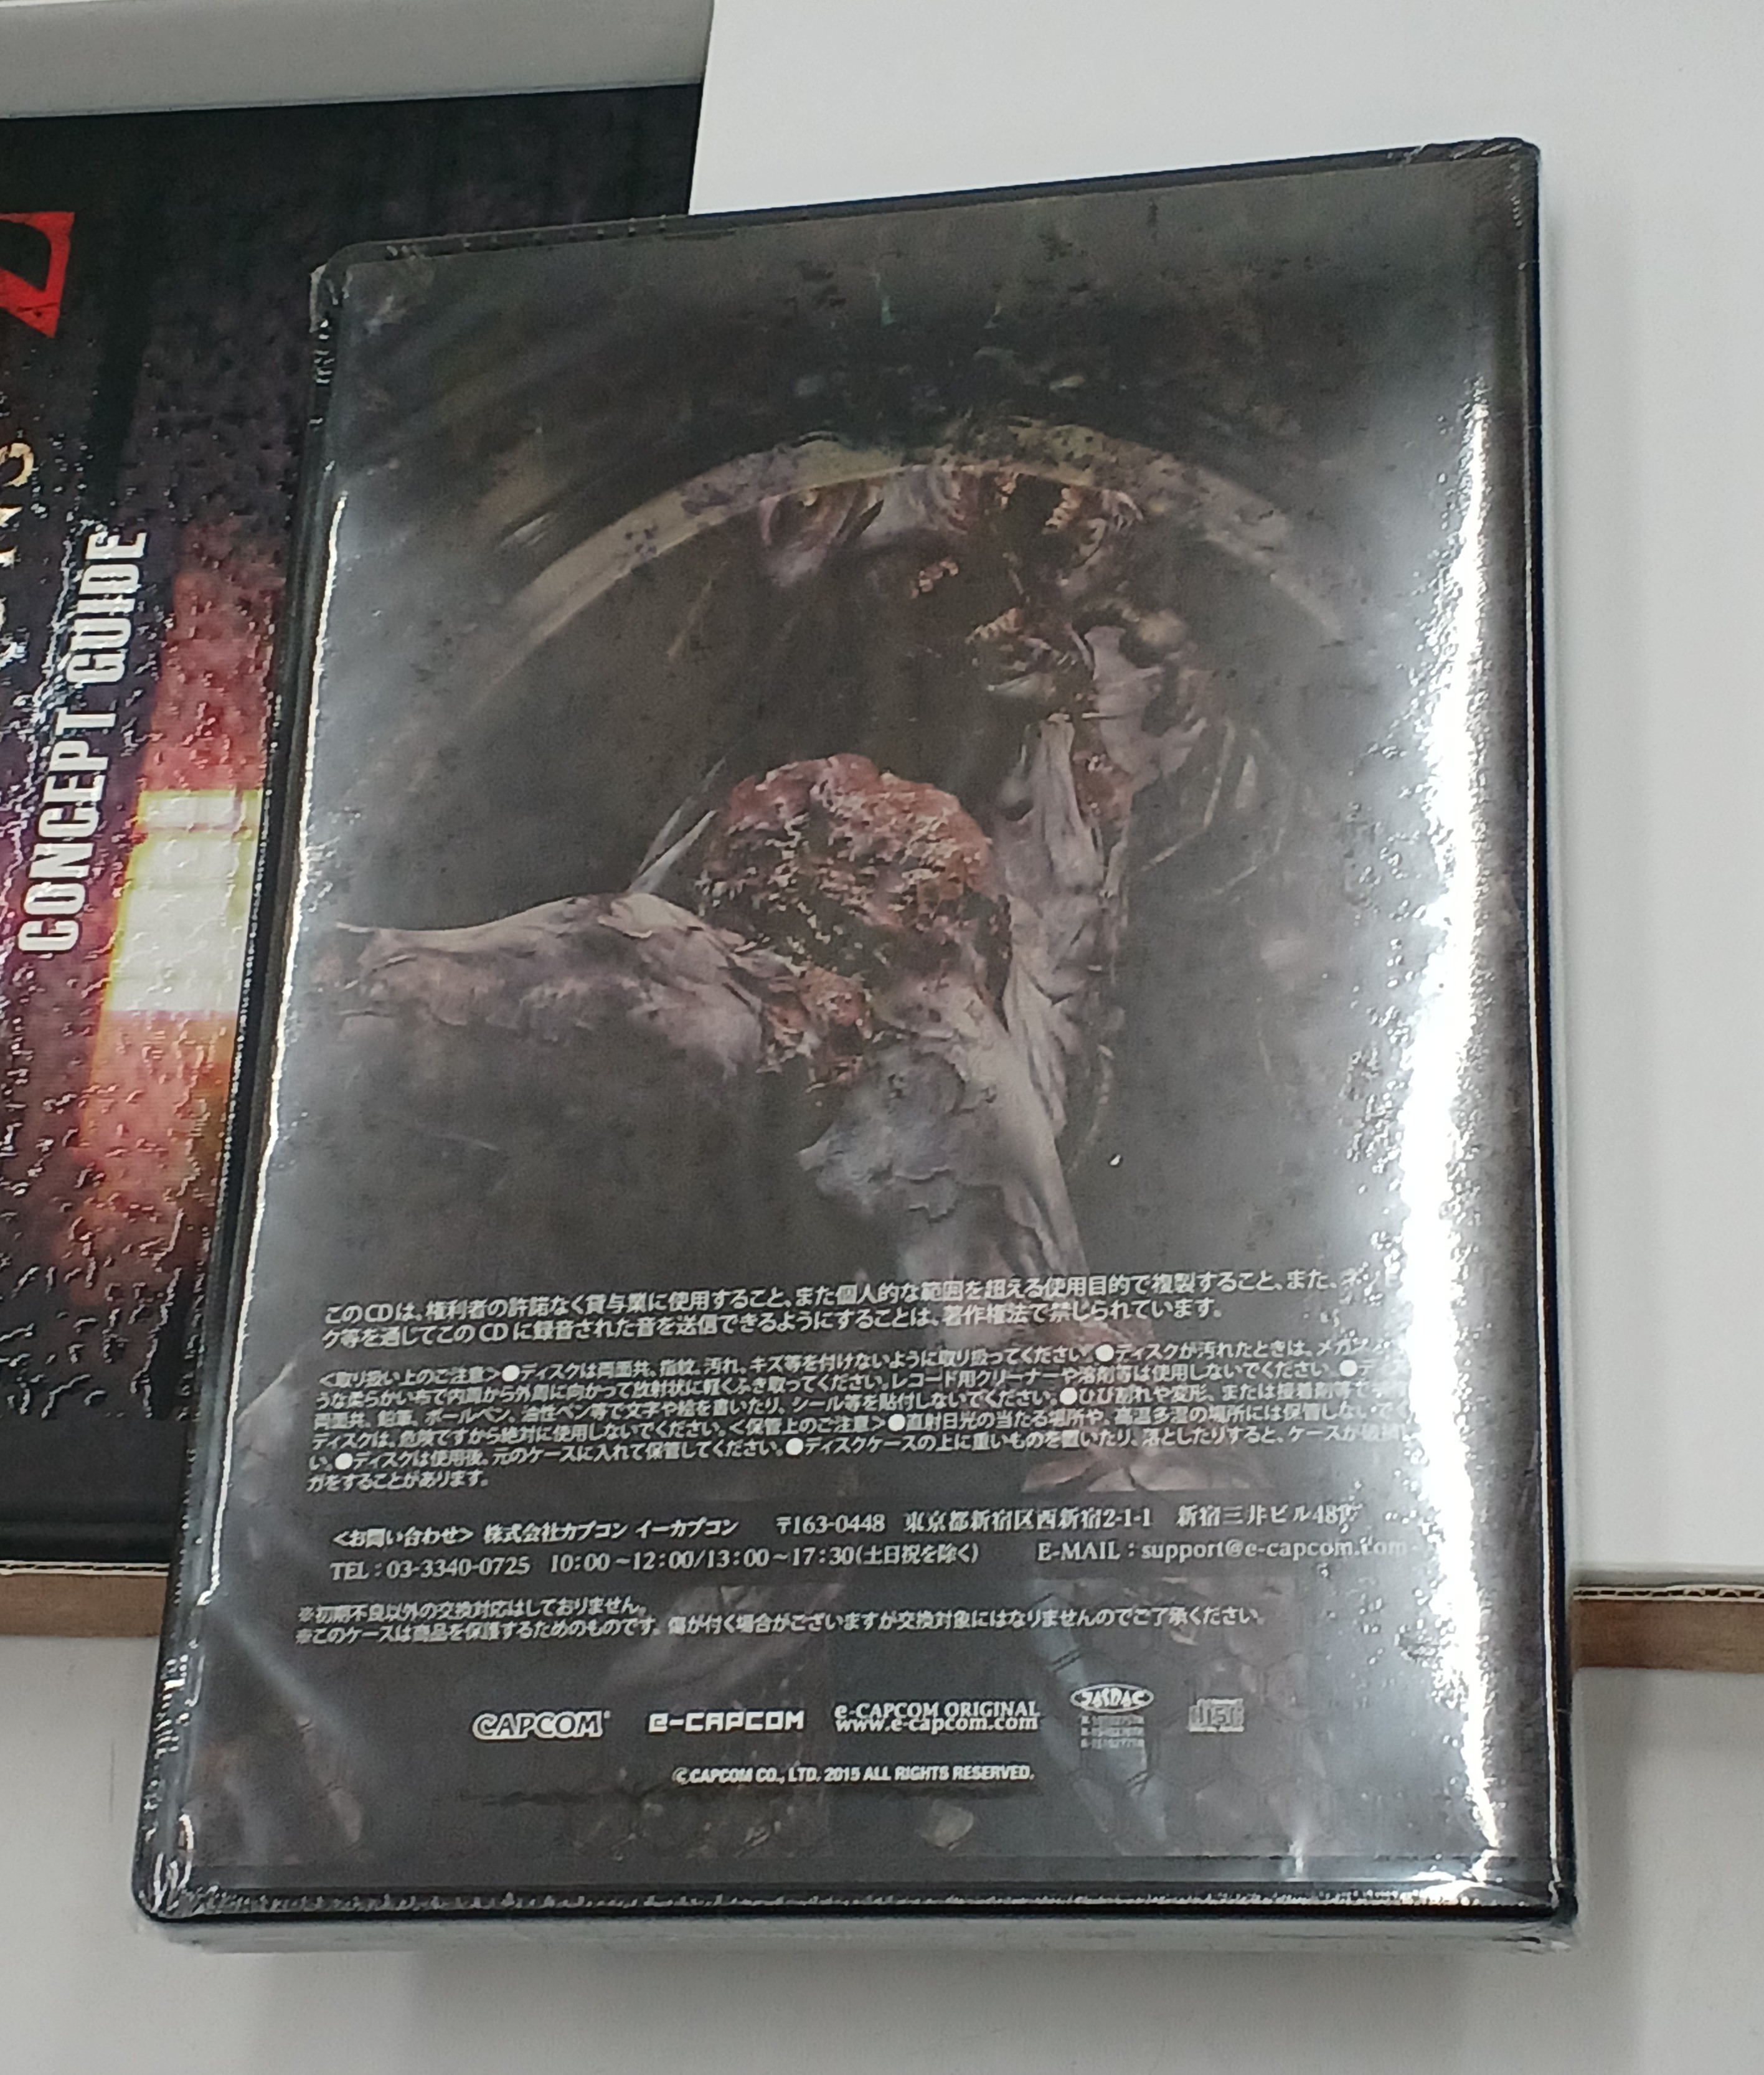 CONCEPT GUIDE
このCDは、権利者の許諾なく賃与業に使用すること、また個人的な範囲を超える使用目的で複製すること、また、ネッ
ク等を通じてこのCDに録音された音を送信できるようにすることは、著作権法で禁じられています。
<取り扱い上のご注意>●ディスクは両面共、指紋、汚れ、キズ等を付けないように取り扱ってください。●ディスクが汚れたときは、メガ
うな柔らかい布で内周から外周に向かって放射状に軽くふき取ってください。レコード用クリーナーや溶剤等は使用しないでください。●デ
両面共、鉛筆、ボールペン、油性ペン等で文字や絵を書いたり、シール等を貼付しないでください。●ひび割れや変形、または接着剤等で
ディスクは、危険ですから絶対に使用しないでください。<保管上のご注意>●直射日光の当たる場所や、高温多湿の場所には保管しないで
い。●ディスクは使用後、元のケースに入れて保管してください。●ディスクケースの上に重いものを置いたり、落としたりすると、ケースが破損
ガをすることがあります。
<お問い合わせ> 株式会社カプコン イーカプコン 〒163-0448 東京都新宿区西新宿2-1-1 新宿三井ビル48F
TEL：03-3340-0725 10：00～12：00/13：00～17：30(土日祝を除く) E-MAIL：support@e-capcom.com
※初期不良以外の交換対応はしておりません。
※このケースは商品を保護するためのものです。傷が付く場合がございますが交換対象にはなりませんのでご了承ください。
CAPCOM® e-CAPCOM e-CAPCOM ORIGINAL JASRAC
www.e-capcom.com
©CAPCOM CO., LTD. 2015 ALL RIGHTS RESERVED.